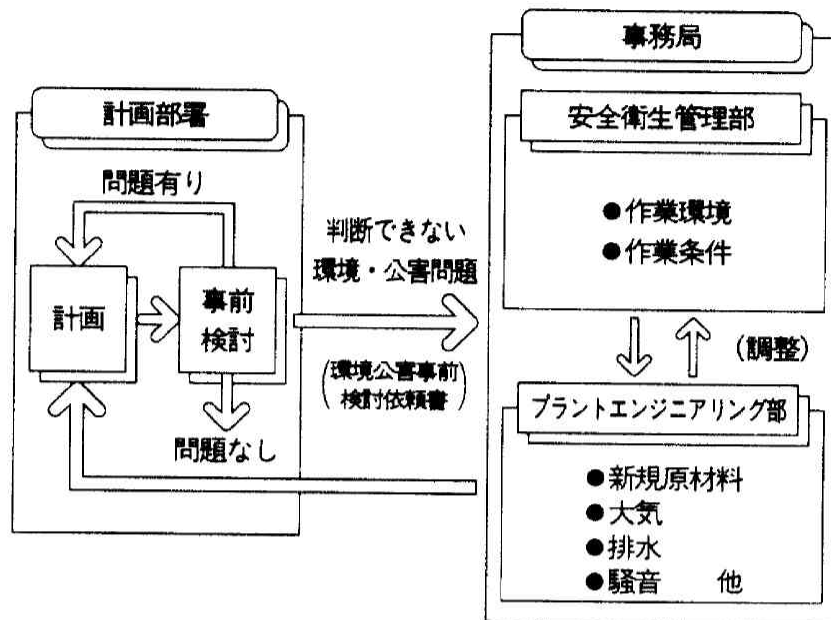 計画部署
問題有り
計画
事前
検討
問題なし
判断できない
環境・公害問題
(環境公害事前
検討依頼書)
事務局
安全衛生管理部
●作業環境
●作業条件
(調整)
プラントエンジニアリング部
●新規原材料
●大気
●排水
●騒音 他